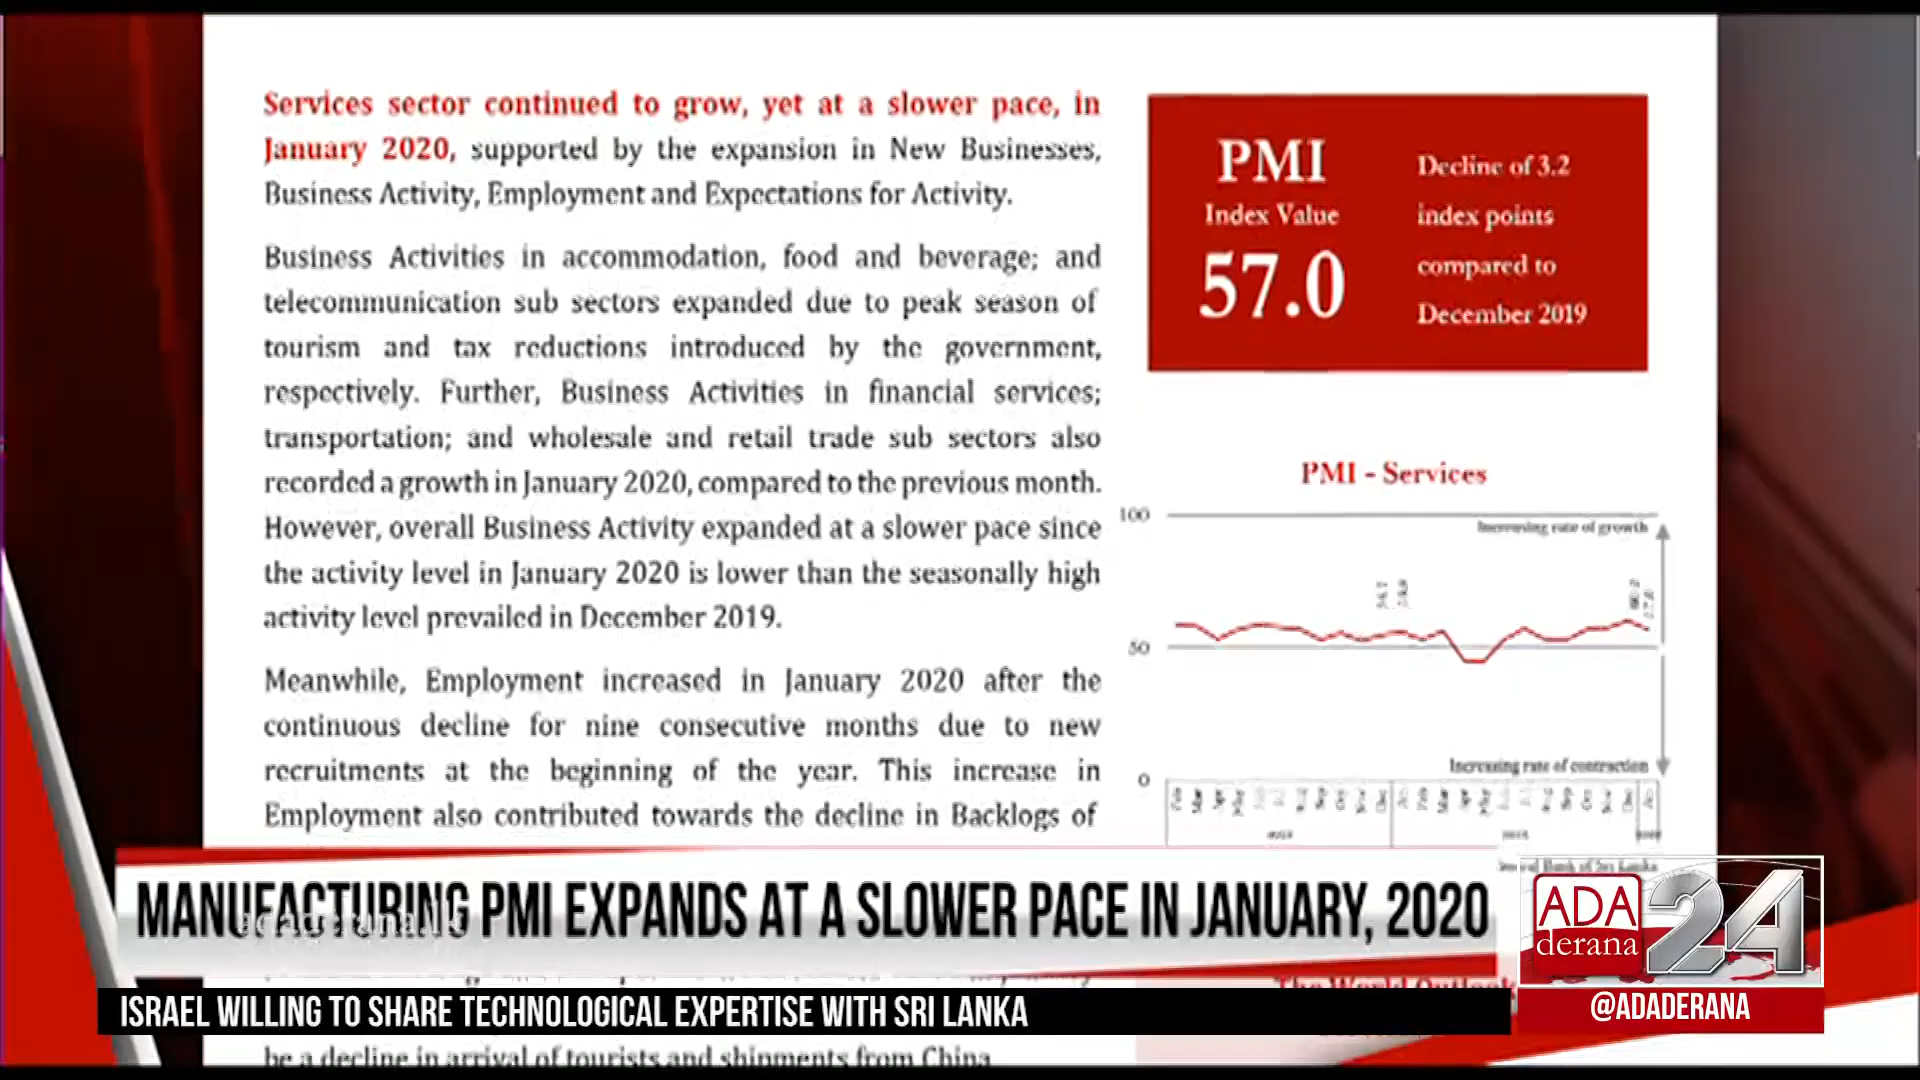 Services sector continued to grow, yet at a slower pace, in
January 2020, supported by the expansion in New Businesses,
Business Activity, Employment and Expectations for Activity.
Business Activities in accommodation, food and beverage; and
telecommunication sub sectors expanded due to peak season of
tourism and tax reductions introduced by the government,
respectively. Further, Business Activities in financial services;
transportation; and wholesale and retail trade sub sectors also
recorded a growth in January 2020, compared to the previous month.
However, overall Business Activity expanded at a slower pace since
the activity level in January 2020 is lower than the seasonally high
activity level prevailed in December 2019.
Meanwhile, Employment increased in January 2020 after the
continuous decline for nine consecutive months due to new
recruitments at the beginning of the year. This increase in
Employment also contributed towards the decline in Backlogs of
be a decline in arrival of tourists and shipments from China
PMI
Index Value
57.0
Decline of 3.2
index points
compared to
December 2019
PMI - Services
100
Increasing rate of growth
50
Increasing rate of contraction
0
Bank of Sri Lanka
The World Outlook
MANUFACTURING PMI EXPANDS AT A SLOWER PACE IN JANUARY, 2020
adaderana.lk
ISRAEL WILLING TO SHARE TECHNOLOGICAL EXPERTISE WITH SRI LANKA
ADA
derana
24
@ADADERANA